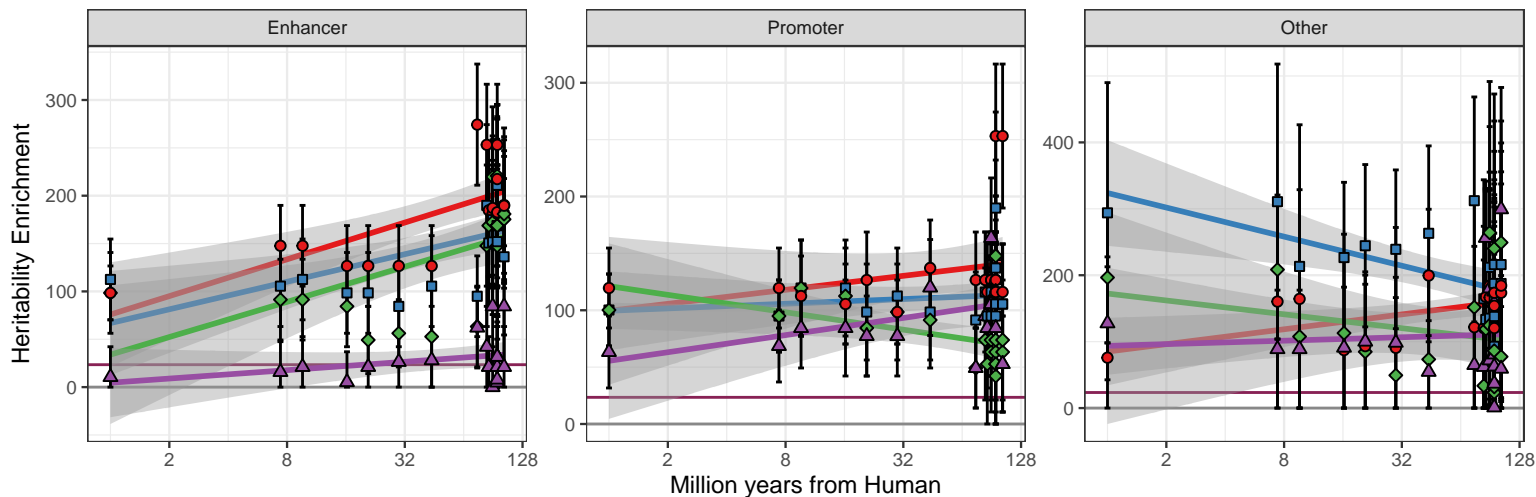 Enhancer Promoter Other
Heritability Enrichment
300
200
100
0
2 8 32 128
300
200
100
0
2 8 32 128
400
200
0
2 8 32 128
Million years from Human